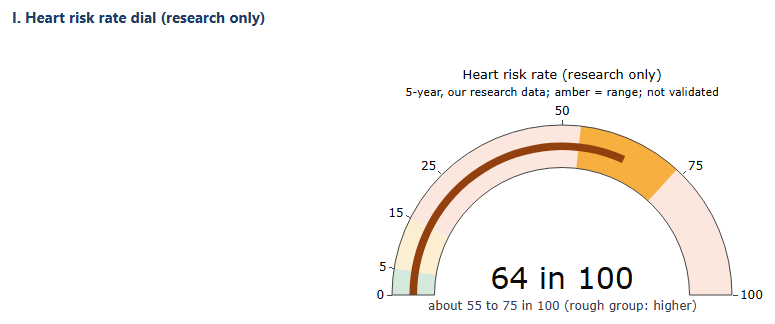 I. Heart risk rate dial (research only)
Heart risk rate (research only)
5-year, our research data; amber = range; not validated
50
25
75
15
5
0
100
64 in 100
about 55 to 75 in 100 (rough group: higher)